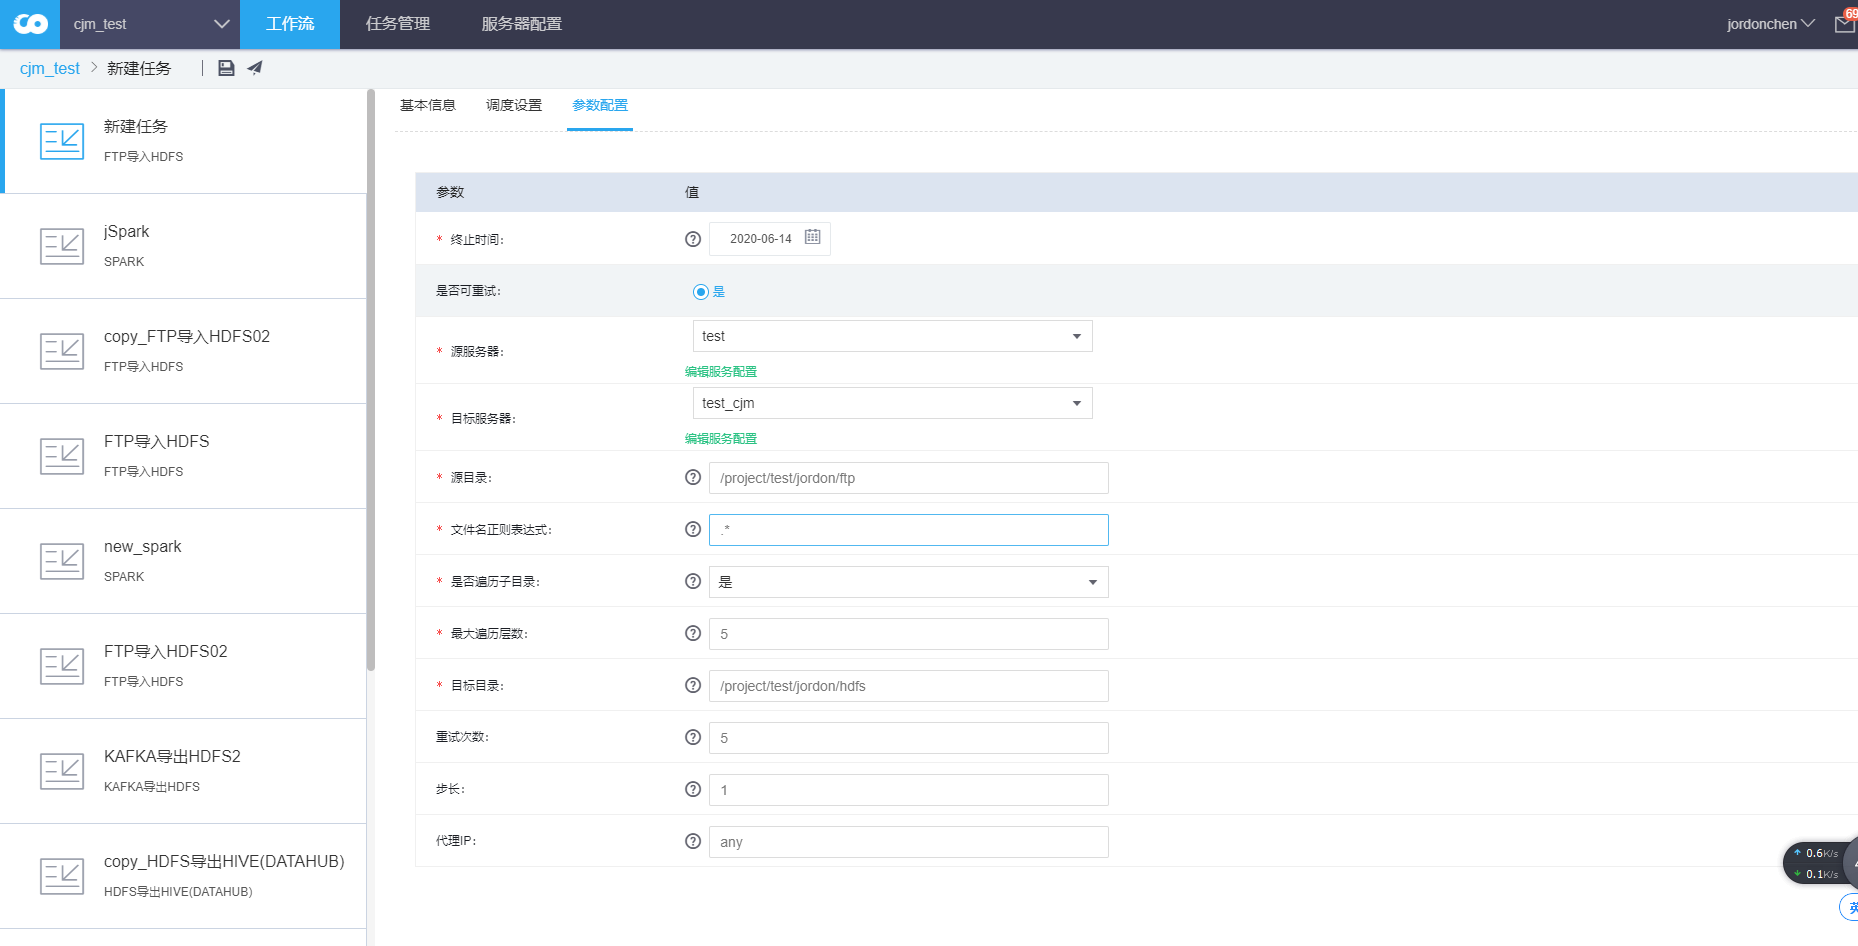 cjm_test 工作流 任务管理 服务器配置 jordonchen 69
cjm_test > 新建任务
新建任务
FTP导入HDFS
jSpark
SPARK
copy_FTP导入HDFS02
FTP导入HDFS
FTP导入HDFS
FTP导入HDFS
new_spark
SPARK
FTP导入HDFS02
FTP导入HDFS
KAFKA导出HDFS2
KAFKA导出HDFS
copy_HDFS导出HIVE(DATAHUB)
HDFS导出HIVE(DATAHUB)
基本信息 调度设置 参数配置
参数 值
* 终止时间: 2020-06-14
是否可重试: 是
* 源服务器: test
编辑服务配置
* 目标服务器: test_cjm
编辑服务配置
* 源目录: /project/test/jordon/ftp
* 文件名正则表达式: .*
* 是否遍历子目录: 是
* 最大遍历层数: 5
* 目标目录: /project/test/jordon/hdfs
重试次数: 5
步长: 1
代理IP: any
0.6K/s
0.1K/s
英